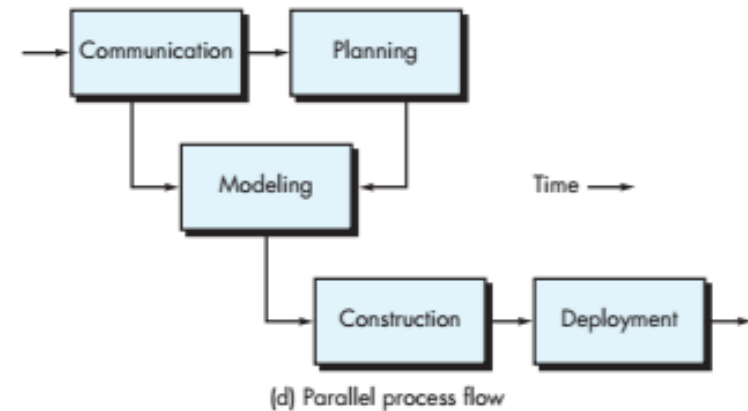 Communication
Planning
Modeling
Time
Construction
Deployment
(d) Parallel process flow